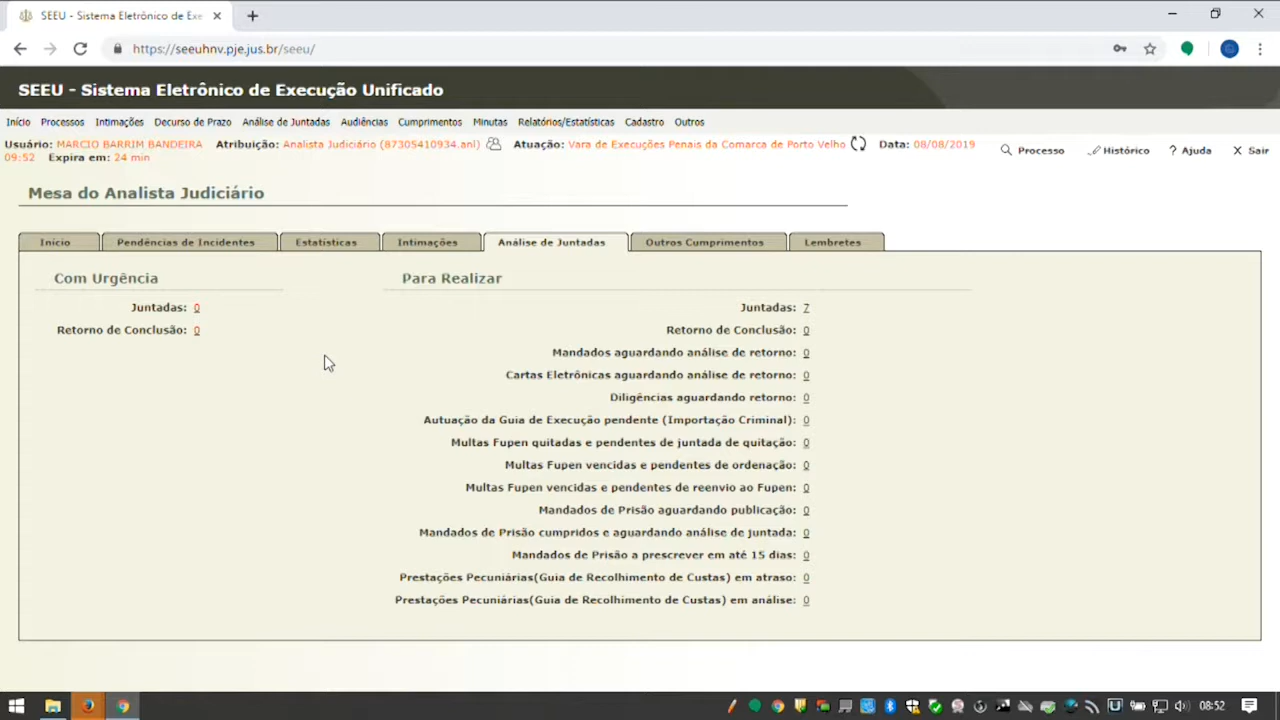 SEEU - Sistema Eletrônico de Exe
https://seeuhnv.pje.jus.br/seeu/
SEEU - Sistema Eletrônico de Execução Unificado
Início Processos Intimações Decurso de Prazo Análise de Juntadas Audiências Cumprimentos Minutas Relatórios/Estatísticas Cadastro Outros
Usuário: MARCIO BARRIM BANDEIRA Atribuição: Analista Judiciário (87305410934.anl) Atuação: Vara de Execuções Penais da Comarca de Porto Velho Data: 08/08/2019
09:52 Expira em: 24 min
Processo Histórico ? Ajuda X Sair
Mesa do Analista Judiciário
Início Pendências de Incidentes Estatísticas Intimações Análise de Juntadas Outros Cumprimentos Lembretes
Com Urgência
Juntadas: 0
Retorno de Conclusão: 0
Para Realizar
Juntadas: 7
Retorno de Conclusão: 0
Mandados aguardando análise de retorno: 0
Cartas Eletrônicas aguardando análise de retorno: 0
Diligências aguardando retorno: 0
Autuação da Guia de Execução pendente (Importação Criminal): 0
Multas Fupen quitadas e pendentes de juntada de quitação: 0
Multas Fupen vencidas e pendentes de ordenação: 0
Multas Fupen vencidas e pendentes de reenvio ao Fupen: 0
Mandados de Prisão aguardando publicação: 0
Mandados de Prisão cumpridos e aguardando análise de juntada: 0
Mandados de Prisão a prescrever em até 15 dias: 0
Prestações Pecuniárias(Guia de Recolhimento de Custas) em atraso: 0
Prestações Pecuniárias(Guia de Recolhimento de Custas) em análise: 0
08:52